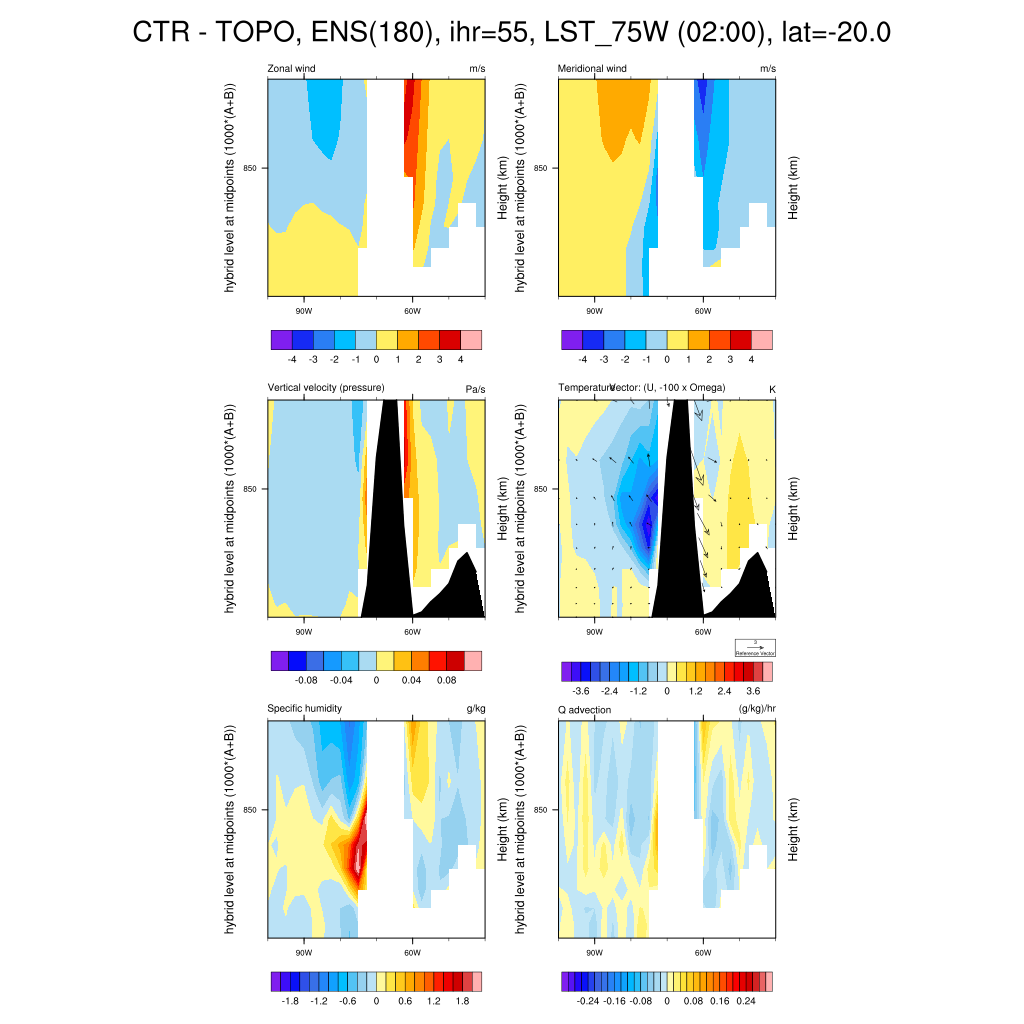 CTR - TOPO, ENS(180), ihr=55, LST_75W (02:00), lat=-20.0
Zonal wind m/s
hybrid level at midpoints (1000*(A+B))
850
Height (km)
90W 60W
-4 -3 -2 -1 0 1 2 3 4
Meridional wind m/s
hybrid level at midpoints (1000*(A+B))
850
Height (km)
90W 60W
-4 -3 -2 -1 0 1 2 3 4
Vertical velocity (pressure) Pa/s
hybrid level at midpoints (1000*(A+B))
850
Height (km)
90W 60W
-0.08 -0.04 0 0.04 0.08
Temperature Vector: (U, -100 x Omega) K
hybrid level at midpoints (1000*(A+B))
850
Height (km)
90W 60W
3
Reference Vector
-3.6 -2.4 -1.2 0 1.2 2.4 3.6
Specific humidity g/kg
hybrid level at midpoints (1000*(A+B))
850
Height (km)
90W 60W
-1.8 -1.2 -0.6 0 0.6 1.2 1.8
Q advection (g/kg)/hr
hybrid level at midpoints (1000*(A+B))
850
Height (km)
90W 60W
-0.24 -0.16 -0.08 0 0.08 0.16 0.24